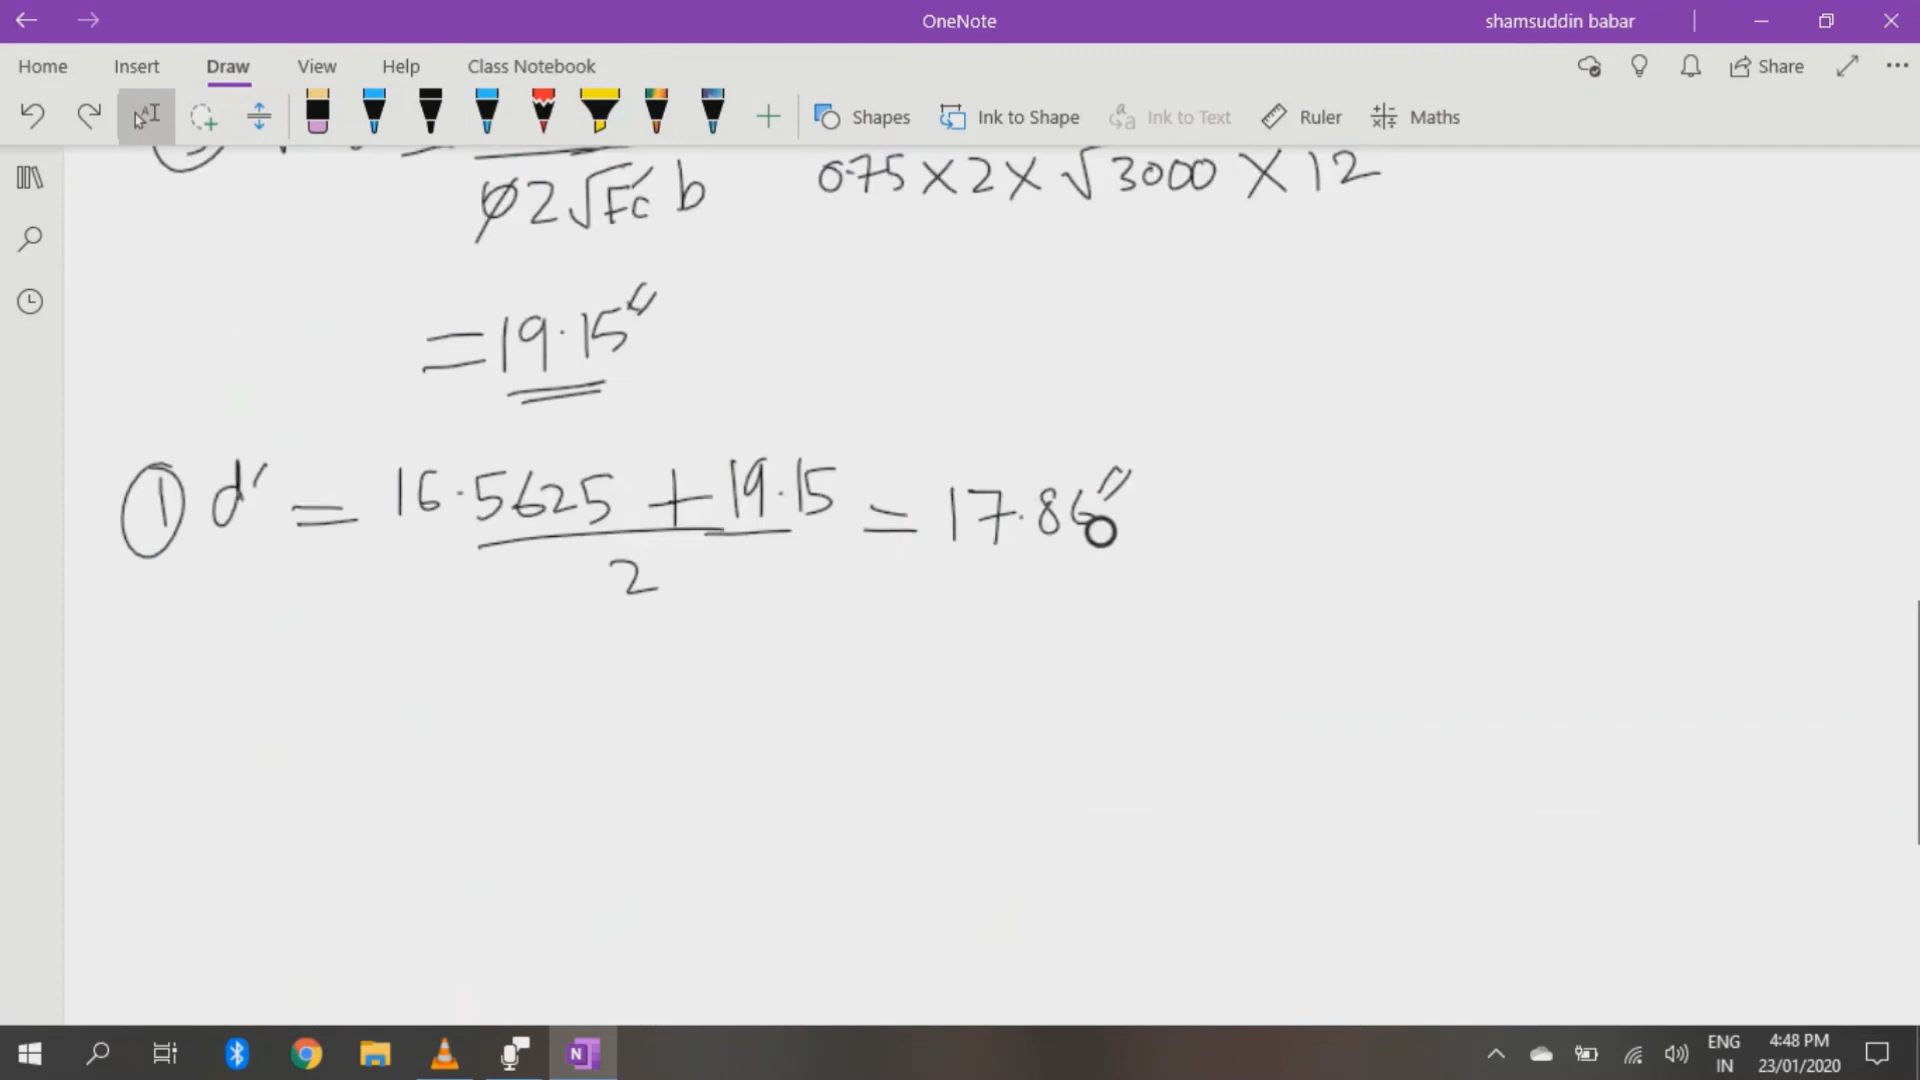 OneNote
shamsuddin babar
Home Insert Draw View Help Class Notebook
Share
Shapes Ink to Shape Ink to Text Ruler Maths
φ2√Fc' b
0.75 × 2 × √3000 × 12
= 19.15"
① d' = 16.5625 + 19.15 / 2 = 17.86"
ENG
IN
4:48 PM
23/01/2020